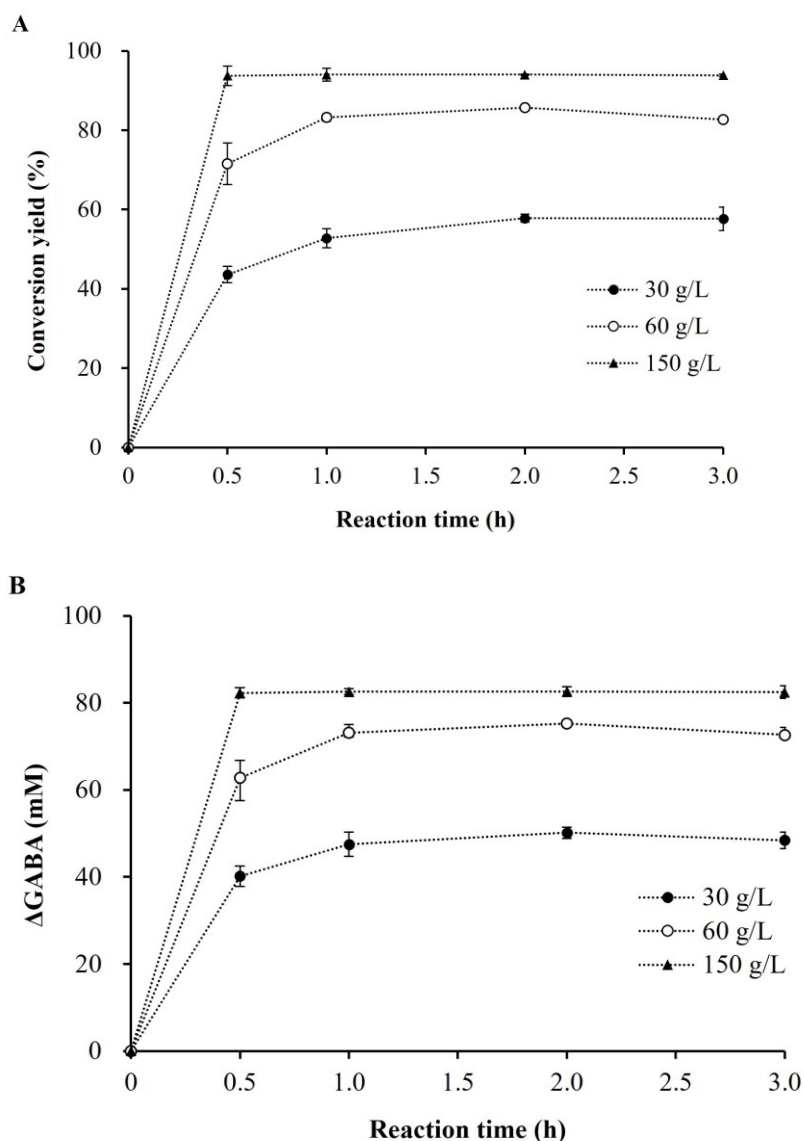 A
100
80
60
40
20
0
Conversion yield (%)
30 g/L
60 g/L
150 g/L
0 0.5 1.0 1.5 2.0 2.5 3.0
Reaction time (h)
B
100
80
60
40
20
0
ΔGABA (mM)
30 g/L
60 g/L
150 g/L
0 0.5 1.0 1.5 2.0 2.5 3.0
Reaction time (h)